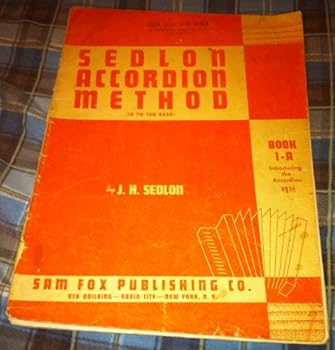 SEDLON
ACCORDION
METHOD
(12 TO 120 BASS)
BOOK
1-A
Introducing
the
Accordion
by J. H. SEDLON
SAM FOX PUBLISHING CO.
RCA BUILDING—RADIO CITY—NEW YORK, N. Y.